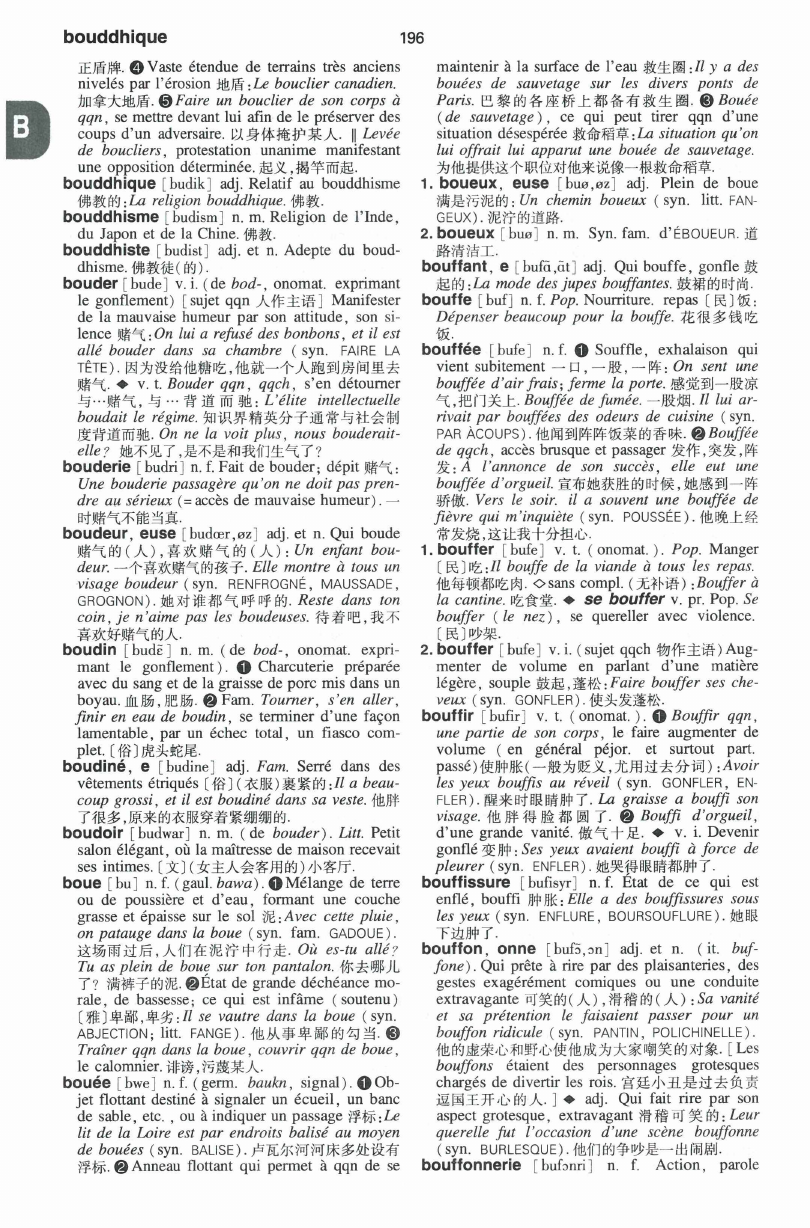 bouddhique
196
B
正盾牌. ❹ Vaste étendue de terrains très anciens
nivelés par l'érosion 地盾:Le bouclier canadien.
加拿大地盾. ❺ Faire un bouclier de son corps à
qqn, se mettre devant lui afin de le préserver des
coups d'un adversaire. 以身体掩护某人. ‖ Levée
de boucliers, protestation unanime manifestant
une opposition déterminée. 起义,揭竿而起.
bouddhique [budik] adj. Relatif au bouddhisme
佛教的:La religion bouddhique. 佛教.
bouddhisme [budism] n. m. Religion de l'Inde,
du Japon et de la Chine. 佛教.
bouddhiste [budist] adj. et n. Adepte du boud-
dhisme. 佛教徒(的).
bouder [bude] v. i. (de bod-, onomat. exprimant
le gonflement) [sujet qqn 人作主语] Manifester
de la mauvaise humeur par son attitude, son si-
lence 赌气:On lui a refusé des bonbons, et il est
allé bouder dans sa chambre (syn. FAIRE LA
TÊTE). 因为没给他糖吃,他就一个人跑到房间里去
赌气. ◆ v. t. Bouder qqn, qqch, s'en détourner
与…赌气, 与…背道而驰: L'élite intellectuelle
boudait le régime. 知识界精英分子通常与社会制
度背道而驰. On ne la voit plus, nous bouderait-
elle? 她不见了,是不是和我们生气了?
bouderie [budri] n. f. Fait de bouder; dépit 赌气:
Une bouderie passagère qu'on ne doit pas pren-
dre au sérieux (= accès de mauvaise humeur). 一
时赌气不能当真.
boudeur, euse [budœr,øz] adj. et n. Qui boude
赌气的(人),喜欢赌气的(人): Un enfant bou-
deur. 一个喜欢赌气的孩子. Elle montre à tous un
visage boudeur (syn. RENFROGNÉ, MAUSSADE,
GROGNON). 她对谁都气呼呼的. Reste dans ton
coin, je n'aime pas les boudeuses. 待着吧,我不
喜欢好赌气的人.
boudin [budɛ̃] n. m. (de bod-, onomat. expri-
mant le gonflement). ❶ Charcuterie préparée
avec du sang et de la graisse de porc mis dans un
boyau. 血肠,肥肠. ❷ Fam. Tourner, s'en aller,
finir en eau de boudin, se terminer d'une façon
lamentable, par un échec total, un fiasco com-
plet. [俗]虎头蛇尾.
boudiné, e [budine] adj. Fam. Serré dans des
vêtements étriqués [俗](衣服)裹紧的:Il a beau-
coup grossi, et il est boudiné dans sa veste. 他胖
了很多,原来的衣服穿着紧绷绷的.
boudoir [budwar] n. m. (de bouder). Litt. Petit
salon élégant, où la maîtresse de maison recevait
ses intimes. [文](女主人会客用的)小客厅.
boue [bu] n. f. (gaul. bawa). ❶ Mélange de terre
ou de poussière et d'eau, formant une couche
grasse et épaisse sur le sol 泥:Avec cette pluie,
on patauge dans la boue (syn. fam. GADOUE).
这场雨过后,人们在泥泞中行走. Où es-tu allé?
Tu as plein de boue sur ton pantalon. 你去哪儿
了? 满裤子的泥. ❷ État de grande déchéance mo-
rale, de bassesse; ce qui est infâme (soutenu)
[雅]卑鄙,卑劣:Il se vautre dans la boue (syn.
ABJECTION; litt. FANGE). 他从事卑鄙的勾当. ❸
Traîner qqn dans la boue, couvrir qqn de boue,
le calomnier. 诽谤,污蔑某人.
bouée [bwe] n. f. (germ. baukn, signal). ❶ Ob-
jet flottant destiné à signaler un écueil, un banc
de sable, etc., ou à indiquer un passage 浮标:Le
lit de la Loire est par endroits balisé au moyen
de bouées (syn. BALISE). 卢瓦尔河河床多处设有
浮标. ❷ Anneau flottant qui permet à qqn de se
maintenir à la surface de l'eau 救生圈:Il y a des
bouées de sauvetage sur les divers ponts de
Paris. 巴黎的各座桥上都备有救生圈. ❸ Bouée
(de sauvetage), ce qui peut tirer qqn d'une
situation désespérée 救命稻草:La situation qu'on
lui offrait lui apparut une bouée de sauvetage.
为他提供这个职位对他来说像一根救命稻草.
1. boueux, euse [buø,øz] adj. Plein de boue
满是污泥的: Un chemin boueux (syn. litt. FAN-
GEUX). 泥泞的道路.
2. boueux [buø] n. m. Syn. fam. d'ÉBOUEUR. 道
路清洁工.
bouffant, e [bufɑ̃,ɑ̃t] adj. Qui bouffe, gonfle 鼓
起的:La mode des jupes bouffantes. 鼓裙的时尚.
bouffe [buf] n. f. Pop. Nourriture. repas [民]饭:
Dépenser beaucoup pour la bouffe. 花很多钱吃
饭.
bouffée [bufe] n. f. ❶ Souffle, exhalaison qui
vient subitement 一口,一股,一阵: On sent une
bouffée d'air frais; ferme la porte. 感觉到一股凉
气,把门关上. Bouffée de fumée. 一股烟. Il lui ar-
rivait par bouffées des odeurs de cuisine (syn.
PAR ÀCOUPS). 他闻到阵阵饭菜的香味. ❷ Bouffée
de qqch, accès brusque et passager 发作,突发,阵
发: A l'annonce de son succès, elle eut une
bouffée d'orgueil. 宣布她获胜的时候,她感到一阵
骄傲. Vers le soir. il a souvent une bouffée de
fièvre qui m'inquiète (syn. POUSSÉE). 他晚上经
常发烧,这让我十分担心.
1. bouffer [bufe] v. t. (onomat.). Pop. Manger
[民]吃:Il bouffe de la viande à tous les repas.
他每顿都吃肉. ◇ sans compl. (无补语):Bouffer à
la cantine. 吃食堂. ◆ se bouffer v. pr. Pop. Se
bouffer (le nez), se quereller avec violence.
[民]吵架.
2. bouffer [bufe] v. i. (sujet qqch 物作主语) Aug-
menter de volume en parlant d'une matière
légère, souple 鼓起,蓬松:Faire bouffer ses che-
veux (syn. GONFLER). 使头发蓬松.
bouffir [bufir] v. t. (onomat.). ❶ Bouffir qqn,
une partie de son corps, le faire augmenter de
volume (en général péjor. et surtout part.
passé)使肿胀(一般为贬义,尤用过去分词):Avoir
les yeux bouffis au réveil (syn. GONFLER, EN-
FLER). 醒来时眼睛肿了. La graisse a bouffi son
visage. 他胖得脸都圆了. ❷ Bouffi d'orgueil,
d'une grande vanité. 傲气十足. ◆ v. i. Devenir
gonflé 变肿: Ses yeux avaient bouffi à force de
pleurer (syn. ENFLER). 她哭得眼睛都肿了.
bouffissure [bufisyr] n. f. État de ce qui est
enflé, bouffi 肿胀: Elle a des bouffissures sous
les yeux (syn. ENFLURE, BOURSOUFLURE). 她眼
下边肿了.
bouffon, onne [bufɔ̃,ɔn] adj. et n. (it. buf-
fone). Qui prête à rire par des plaisanteries, des
gestes exagérément comiques ou une conduite
extravagante 可笑的(人),滑稽的(人):Sa vanité
et sa prétention le faisaient passer pour un
bouffon ridicule (syn. PANTIN, POLICHINELLE).
他的虚荣心和野心使他成为大家嘲笑的对象. [Les
bouffons étaient des personnages grotesques
chargés de divertir les rois. 宫廷小丑是过去负责
逗国王开心的人.] ◆ adj. Qui fait rire par son
aspect grotesque, extravagant 滑稽可笑的: Leur
querelle fut l'occasion d'une scène bouffonne
(syn. BURLESQUE). 他们的争吵是一出闹剧.
bouffonnerie [bufɔnri] n. f. Action, parole